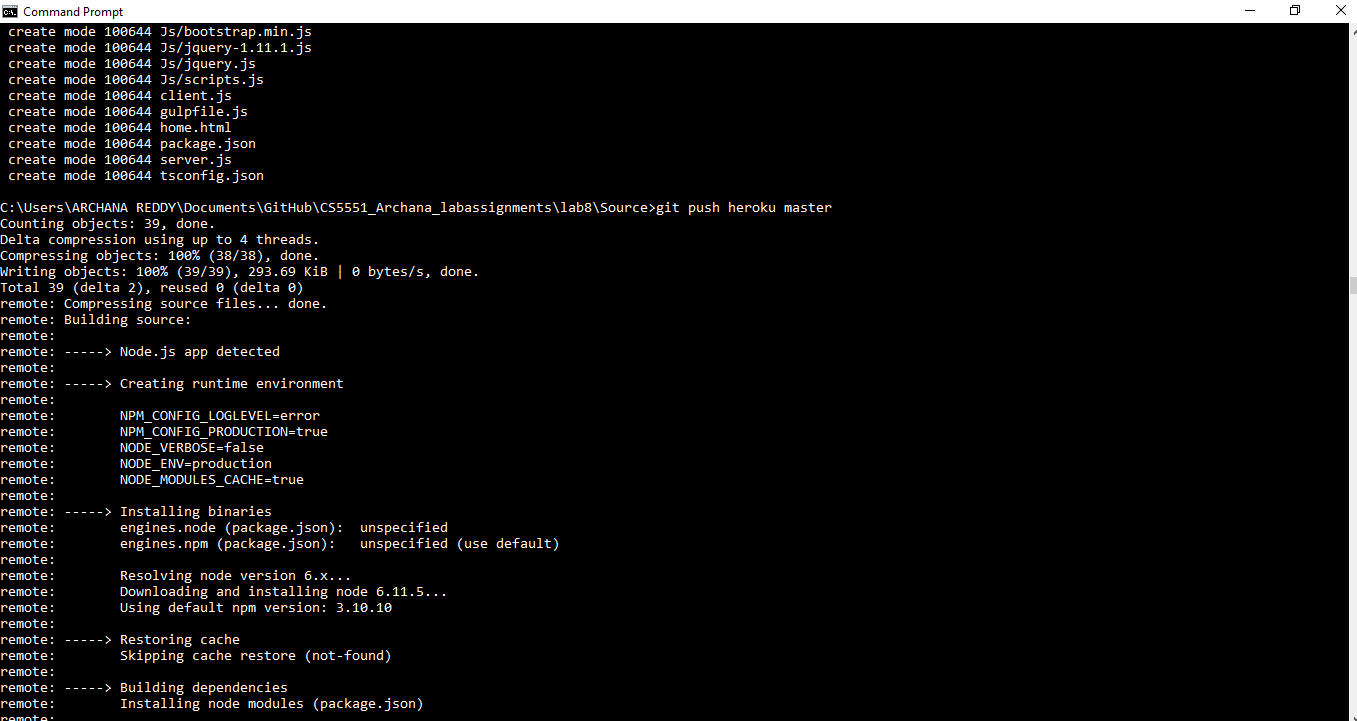 Command Prompt
create mode 100644 Js/bootstrap.min.js
create mode 100644 Js/jquery-1.11.1.js
create mode 100644 Js/jquery.js
create mode 100644 Js/scripts.js
create mode 100644 client.js
create mode 100644 gulpfile.js
create mode 100644 home.html
create mode 100644 package.json
create mode 100644 server.js
create mode 100644 tsconfig.json
C:\Users\ARCHANA REDDY\Documents\GitHub\CS5551_Archana_labassignments\lab8\Source>git push heroku master
Counting objects: 39, done.
Delta compression using up to 4 threads.
Compressing objects: 100% (38/38), done.
Writing objects: 100% (39/39), 293.69 KiB | 0 bytes/s, done.
Total 39 (delta 2), reused 0 (delta 0)
remote: Compressing source files... done.
remote: Building source:
remote:
remote: -----> Node.js app detected
remote:
remote: -----> Creating runtime environment
remote:
remote:        NPM_CONFIG_LOGLEVEL=error
remote:        NPM_CONFIG_PRODUCTION=true
remote:        NODE_VERBOSE=false
remote:        NODE_ENV=production
remote:        NODE_MODULES_CACHE=true
remote:
remote: -----> Installing binaries
remote:        engines.node (package.json):  unspecified
remote:        engines.npm (package.json):   unspecified (use default)
remote:
remote:        Resolving node version 6.x...
remote:        Downloading and installing node 6.11.5...
remote:        Using default npm version: 3.10.10
remote:
remote: -----> Restoring cache
remote:        Skipping cache restore (not-found)
remote:
remote: -----> Building dependencies
remote:        Installing node modules (package.json)
remote: